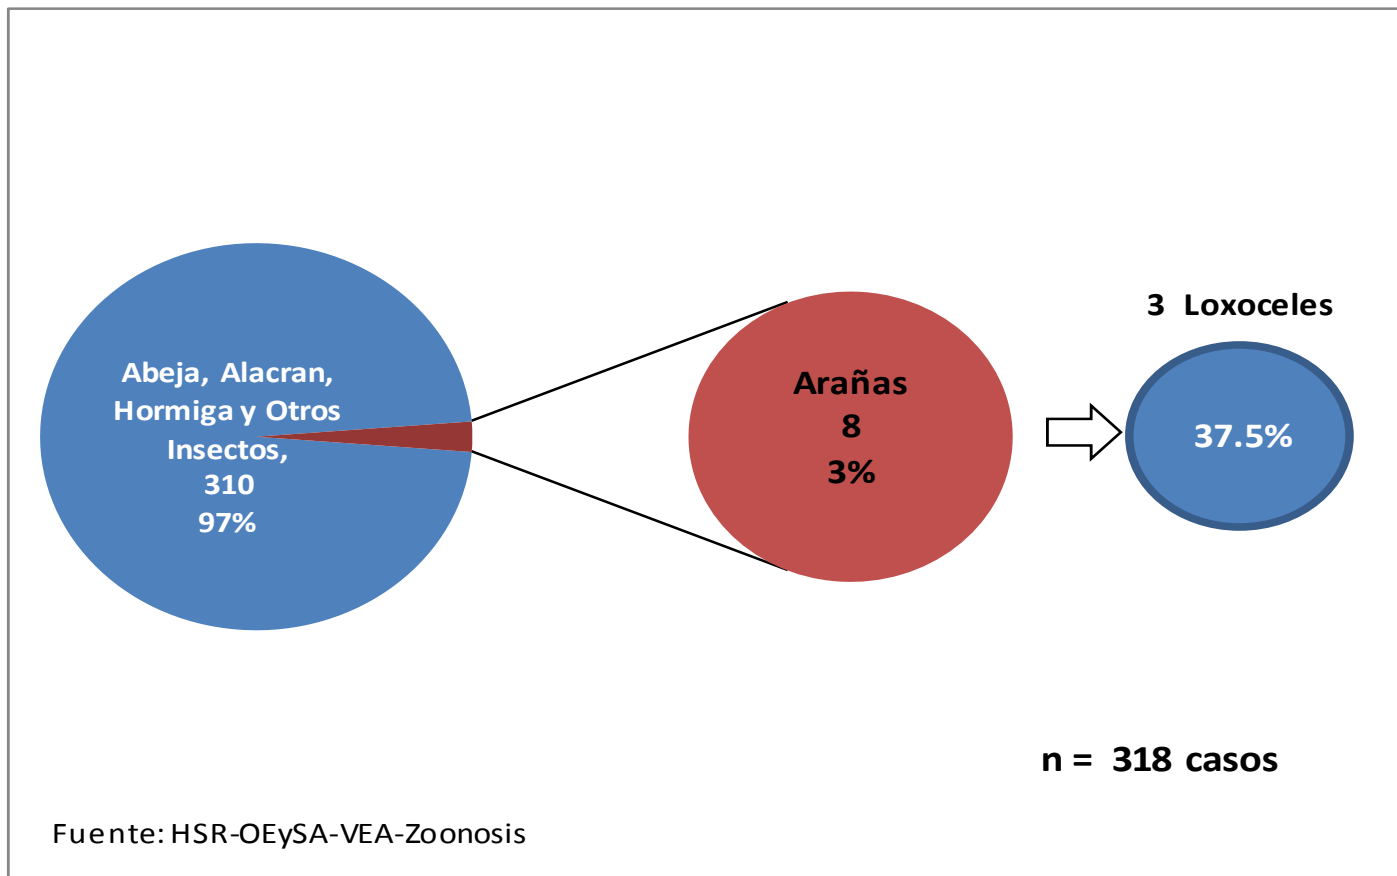 Abeja, Alacran,
Hormiga y Otros
Insectos,
310
97%
Arañas
8
3%
3 Loxoceles
37.5%
n = 318 casos
Fuente: HSR-OEySA-VEA-Zoonosis